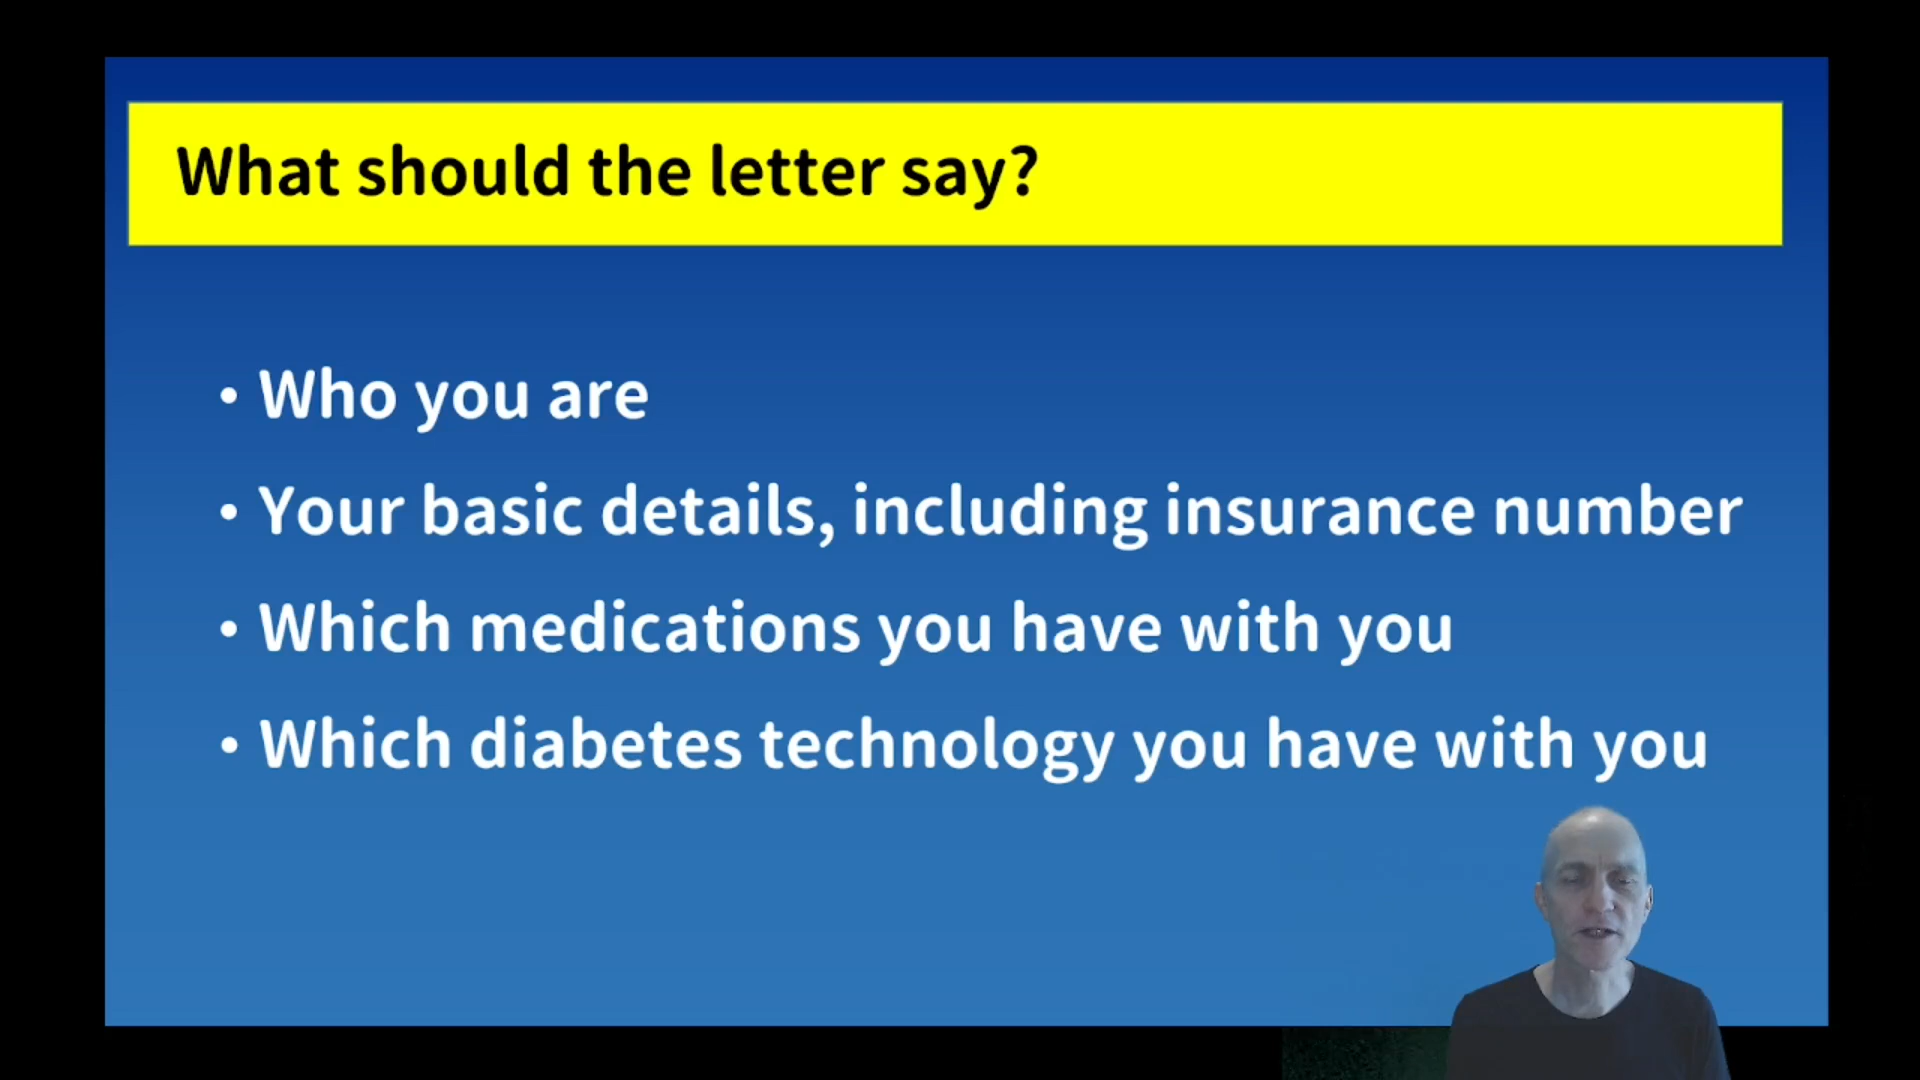 What should the letter say?
• Who you are
• Your basic details, including insurance number
• Which medications you have with you
• Which diabetes technology you have with you